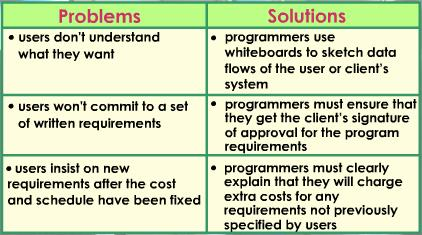 Problems
Solutions
• users don't understand
what they want
• programmers use
whiteboards to sketch data
flows of the user or client's
system
• users won't commit to a set
of written requirements
• programmers must ensure that
they get the client's signature
of approval for the program
requirements
• users insist on new
requirements after the cost
and schedule have been fixed
• programmers must clearly
explain that they will charge
extra costs for any
requirements not previously
specified by users